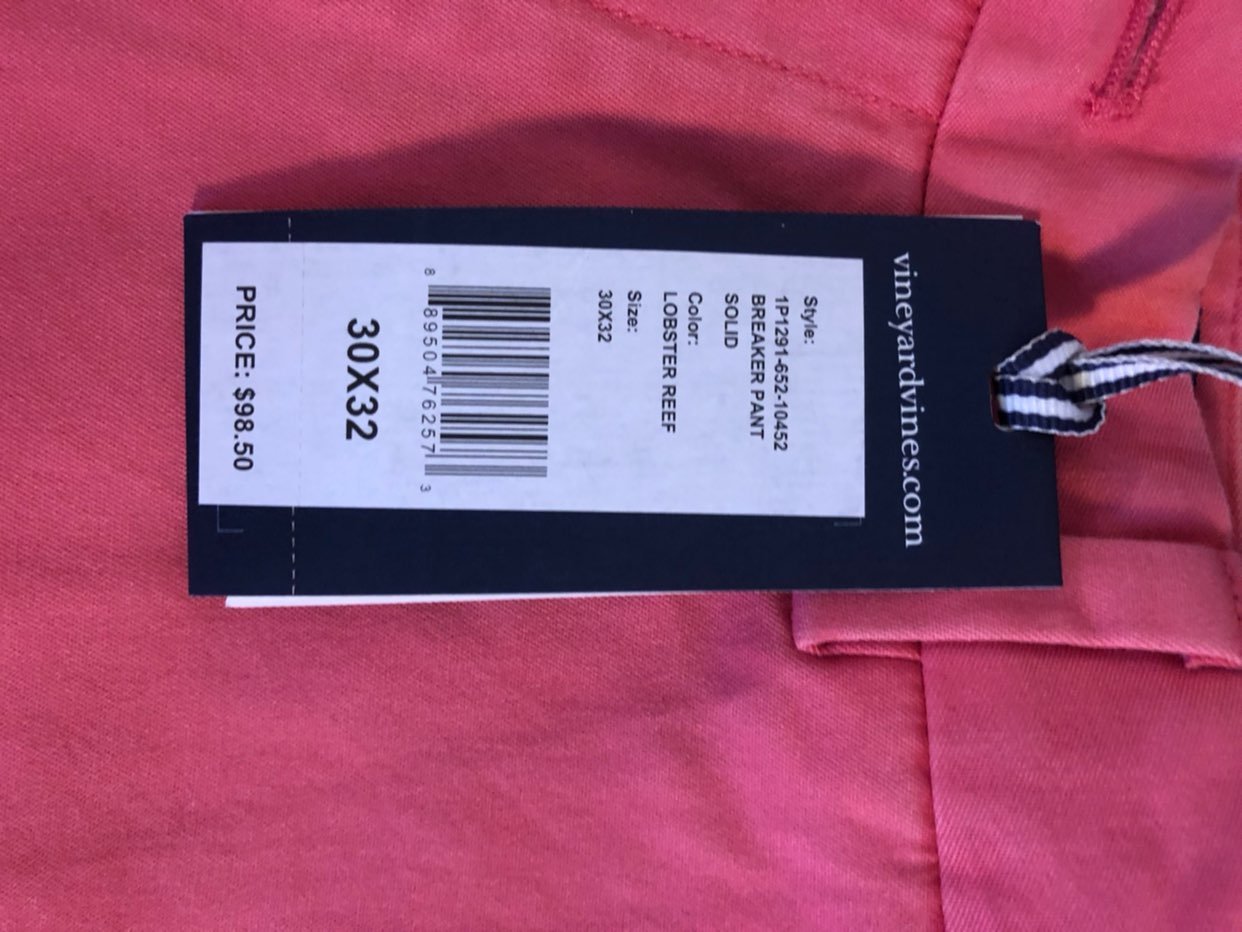 vineyardvines.com
Style:
1P1291-652-10452
BREAKER PANT
SOLID
Color:
LOBSTER REEF
Size:
30X32
8 89504 76257 3
30X32
PRICE: $98.50